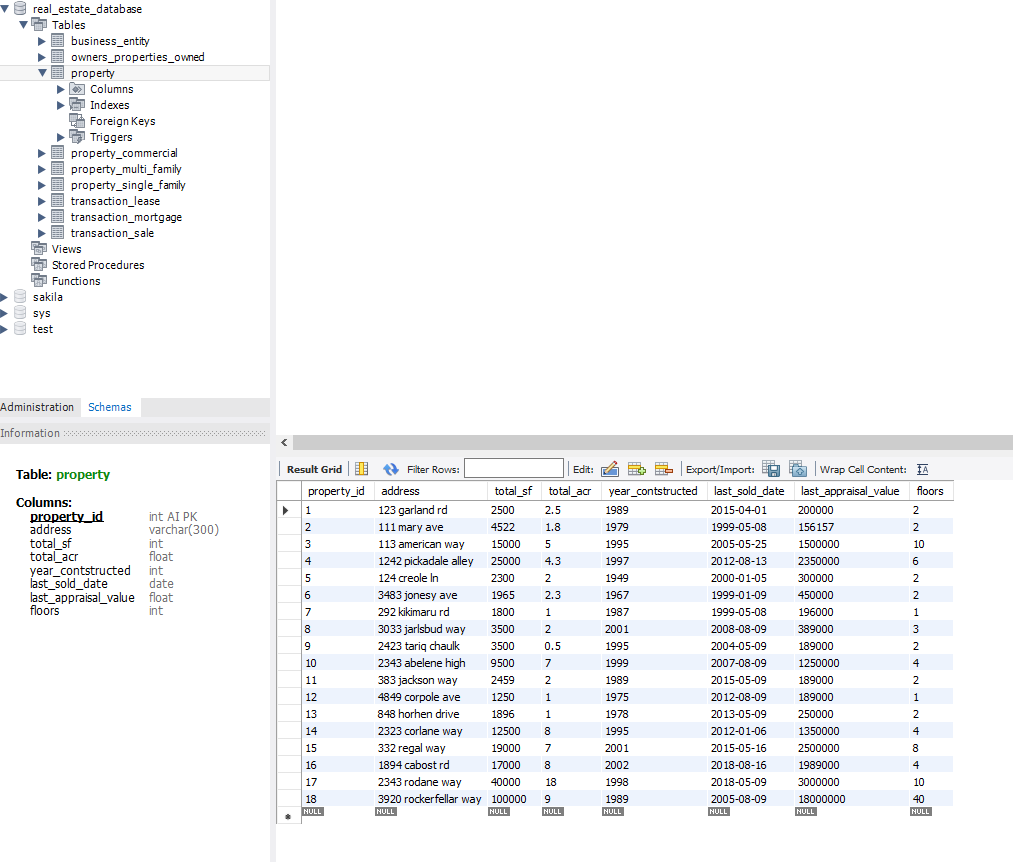 real_estate_database
Tables
business_entity
owners_properties_owned
property
Columns
Indexes
Foreign Keys
Triggers
property_commercial
property_multi_family
property_single_family
transaction_lease
transaction_mortgage
transaction_sale
Views
Stored Procedures
Functions
sakila
sys
test
Administration Schemas
Information
Table: property
Columns:
property_id int AI PK
address varchar(300)
total_sf int
total_acr float
year_contstructed int
last_sold_date date
last_appraisal_value float
floors int
Result Grid Filter Rows: Edit: Export/Import: Wrap Cell Content:
property_id address total_sf total_acr year_contstructed last_sold_date last_appraisal_value floors
1 123 garland rd 2500 2.5 1989 2015-04-01 200000 2
2 111 mary ave 4522 1.8 1979 1999-05-08 156157 2
3 113 american way 15000 5 1995 2005-05-25 1500000 10
4 1242 pickadale alley 25000 4.3 1997 2012-08-13 2350000 6
5 124 creole ln 2300 2 1949 2000-01-05 300000 2
6 3483 jonesy ave 1965 2.3 1967 1999-01-09 450000 2
7 292 kikimaru rd 1800 1 1987 1999-05-08 196000 1
8 3033 jarlsbud way 3500 2 2001 2008-08-09 389000 3
9 2423 tariq chaulk 3500 0.5 1995 2004-05-09 189000 2
10 2343 abelene high 9500 7 1999 2007-08-09 1250000 4
11 383 jackson way 2459 2 1989 2015-05-09 189000 2
12 4849 corpole ave 1250 1 1975 2012-08-09 189000 1
13 848 horhen drive 1896 1 1978 2013-05-09 250000 2
14 2323 corlane way 12500 8 1995 2012-01-06 1350000 4
15 332 regal way 19000 7 2001 2015-05-16 2500000 8
16 1894 cabost rd 17000 8 2002 2018-08-16 1989000 4
17 2343 rodane way 40000 18 1998 2018-05-09 3000000 10
18 3920 rockerfellar way 100000 9 1989 2005-08-09 18000000 40
NULL NULL NULL NULL NULL NULL NULL NULL